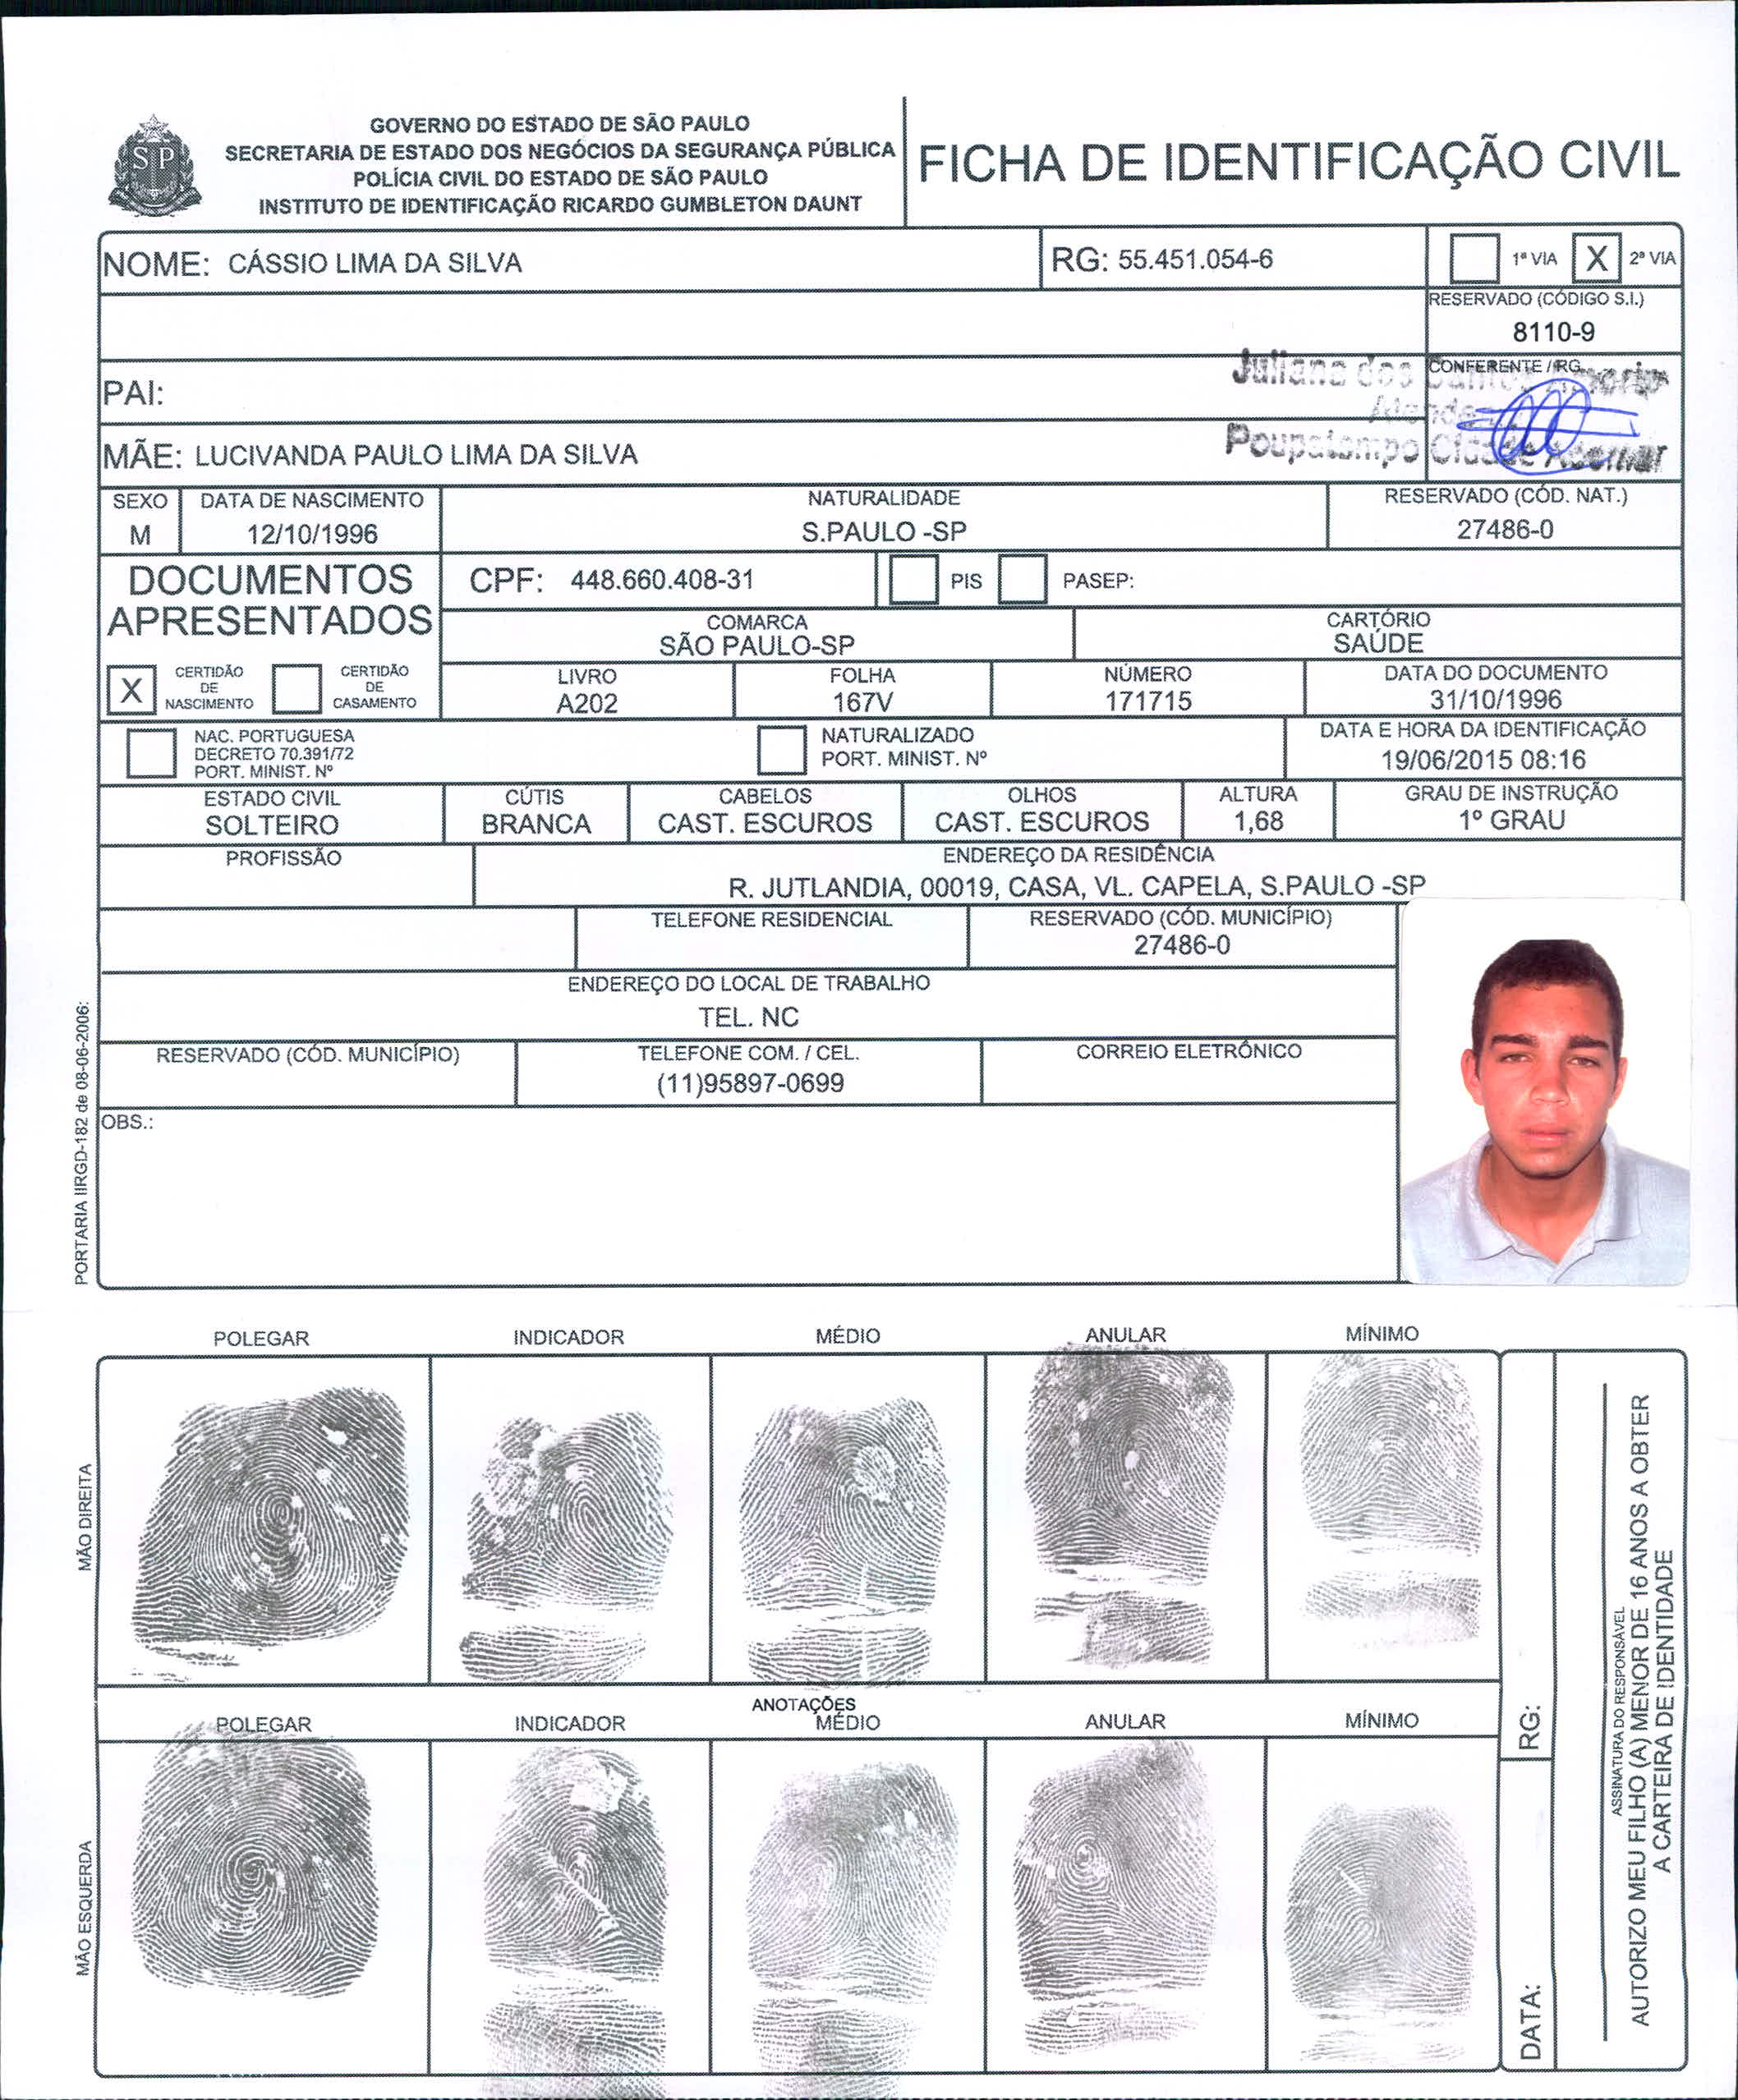 GOVERNO DO ESTADO DE SÃO PAULO
SECRETARIA DE ESTADO DOS NEGÓCIOS DA SEGURANÇA PÚBLICA
POLÍCIA CIVIL DO ESTADO DE SÃO PAULO
INSTITUTO DE IDENTIFICAÇÃO RICARDO GUMBLETON DAUNT
SP
FICHA DE IDENTIFICAÇÃO CIVIL
NOME: CÁSSIO LIMA DA SILVA
RG: 55.451.054-6
1ª VIA X 2ª VIA
RESERVADO (CÓDIGO S.I.)
8110-9
PAI:
CONFERENTE / RG
Juliana dos Santos
MÃE: LUCIVANDA PAULO LIMA DA SILVA
Poupatempo Cidade Ademar
SEXO DATA DE NASCIMENTO NATURALIDADE RESERVADO (CÓD. NAT.)
M 12/10/1996 S.PAULO -SP 27486-0
DOCUMENTOS
APRESENTADOS
CPF: 448.660.408-31 PIS PASEP:
COMARCA CARTÓRIO
SÃO PAULO-SP SAÚDE
X CERTIDÃO DE NASCIMENTO CERTIDÃO DE CASAMENTO
LIVRO FOLHA NÚMERO DATA DO DOCUMENTO
A202 167V 171715 31/10/1996
NAC. PORTUGUESA
DECRETO 70.391/72
PORT. MINIST. Nº
NATURALIZADO
PORT. MINIST. Nº
DATA E HORA DA IDENTIFICAÇÃO
19/06/2015 08:16
ESTADO CIVIL CÚTIS CABELOS OLHOS ALTURA GRAU DE INSTRUÇÃO
SOLTEIRO BRANCA CAST. ESCUROS CAST. ESCUROS 1,68 1º GRAU
PROFISSÃO ENDEREÇO DA RESIDÊNCIA
R. JUTLANDIA, 00019, CASA, VL. CAPELA, S.PAULO -SP
TELEFONE RESIDENCIAL RESERVADO (CÓD. MUNICÍPIO)
27486-0
ENDEREÇO DO LOCAL DE TRABALHO
TEL. NC
RESERVADO (CÓD. MUNICÍPIO) TELEFONE COM. / CEL. CORREIO ELETRÔNICO
(11)95897-0699
OBS.:
PORTARIA IIRGD-182 de 08-06-2006:
POLEGAR INDICADOR MÉDIO ANULAR MÍNIMO
MÃO DIREITA
ANOTAÇÕES
POLEGAR INDICADOR MÉDIO ANULAR MÍNIMO
MÃO ESQUERDA
RG:
DATA:
ASSINATURA DO RESPONSÁVEL
AUTORIZO MEU FILHO (A) MENOR DE 16 ANOS A OBTER
A CARTEIRA DE IDENTIDADE